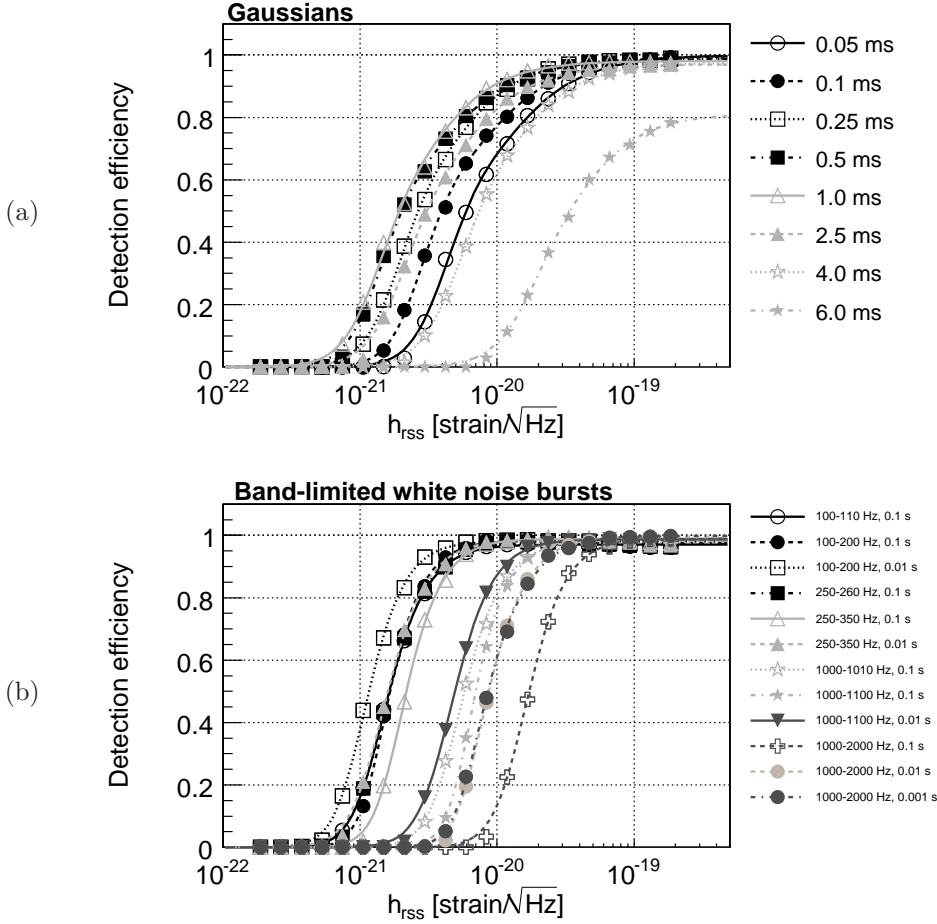 Gaussians
(a)
Detection efficiency
1
0.8
0.6
0.4
0.2
0
10-22
10-21
10-20
10-19
hrss [strain/√Hz]
0.05 ms
0.1 ms
0.25 ms
0.5 ms
1.0 ms
2.5 ms
4.0 ms
6.0 ms
Band-limited white noise bursts
(b)
Detection efficiency
1
0.8
0.6
0.4
0.2
0
10-22
10-21
10-20
10-19
hrss [strain/√Hz]
100-110 Hz, 0.1 s
100-200 Hz, 0.1 s
100-200 Hz, 0.01 s
250-260 Hz, 0.1 s
250-350 Hz, 0.1 s
250-350 Hz, 0.01 s
1000-1010 Hz, 0.1 s
1000-1100 Hz, 0.1 s
1000-1100 Hz, 0.01 s
1000-2000 Hz, 0.1 s
1000-2000 Hz, 0.01 s
1000-2000 Hz, 0.001 s